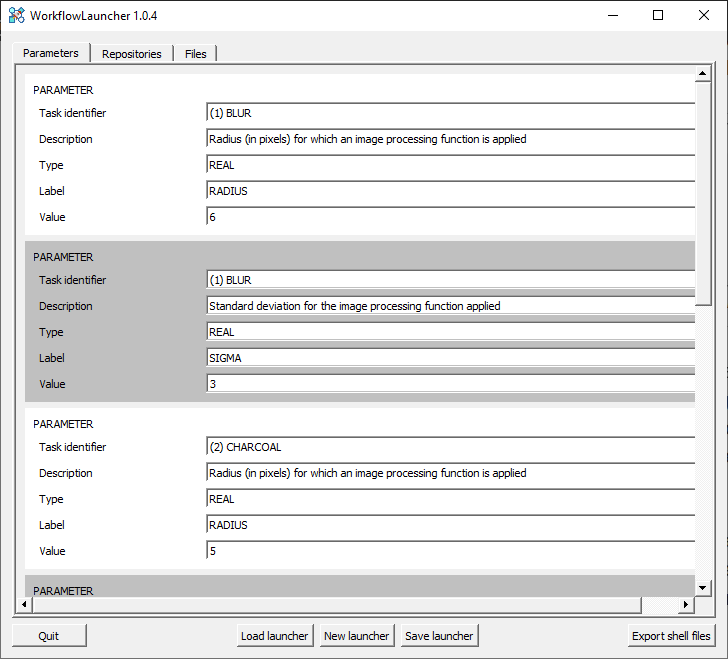 WorkflowLauncher 1.0.4
Parameters Repositories Files
PARAMETER
Task identifier (1) BLUR
Description Radius (in pixels) for which an image processing function is applied
Type REAL
Label RADIUS
Value 6
PARAMETER
Task identifier (1) BLUR
Description Standard deviation for the image processing function applied
Type REAL
Label SIGMA
Value 3
PARAMETER
Task identifier (2) CHARCOAL
Description Radius (in pixels) for which an image processing function is applied
Type REAL
Label RADIUS
Value 5
PARAMETER
Quit Load launcher New launcher Save launcher Export shell files